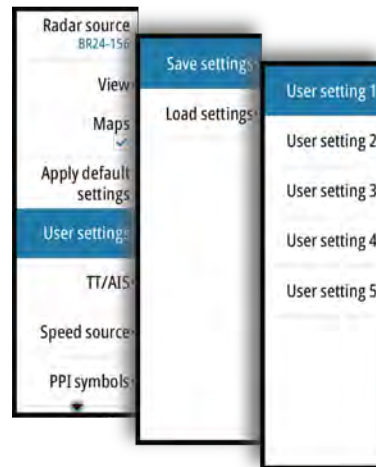 Radar source
BR24-156
View
Maps
Apply default
settings
User settings
TT/AIS
Speed source
PPI symbols
Save settings
Load settings
User setting 1
User setting 2
User setting 3
User setting 4
User setting 5